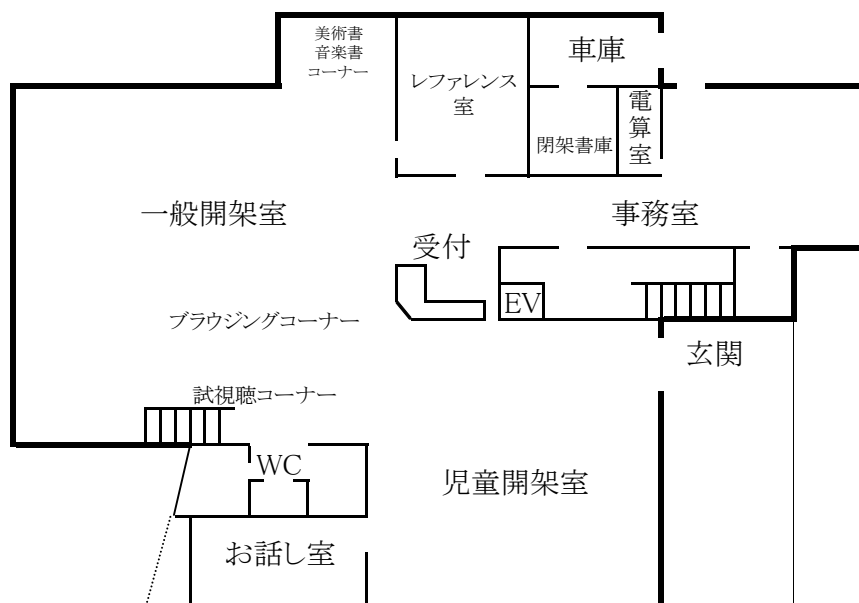 美術書
音楽書
コーナー
レファレンス
室
車庫
電
算
室
閉架書庫
一般開架室
事務室
受付
EV
ブラウジングコーナー
玄関
試視聴コーナー
WC
児童開架室
お話し室